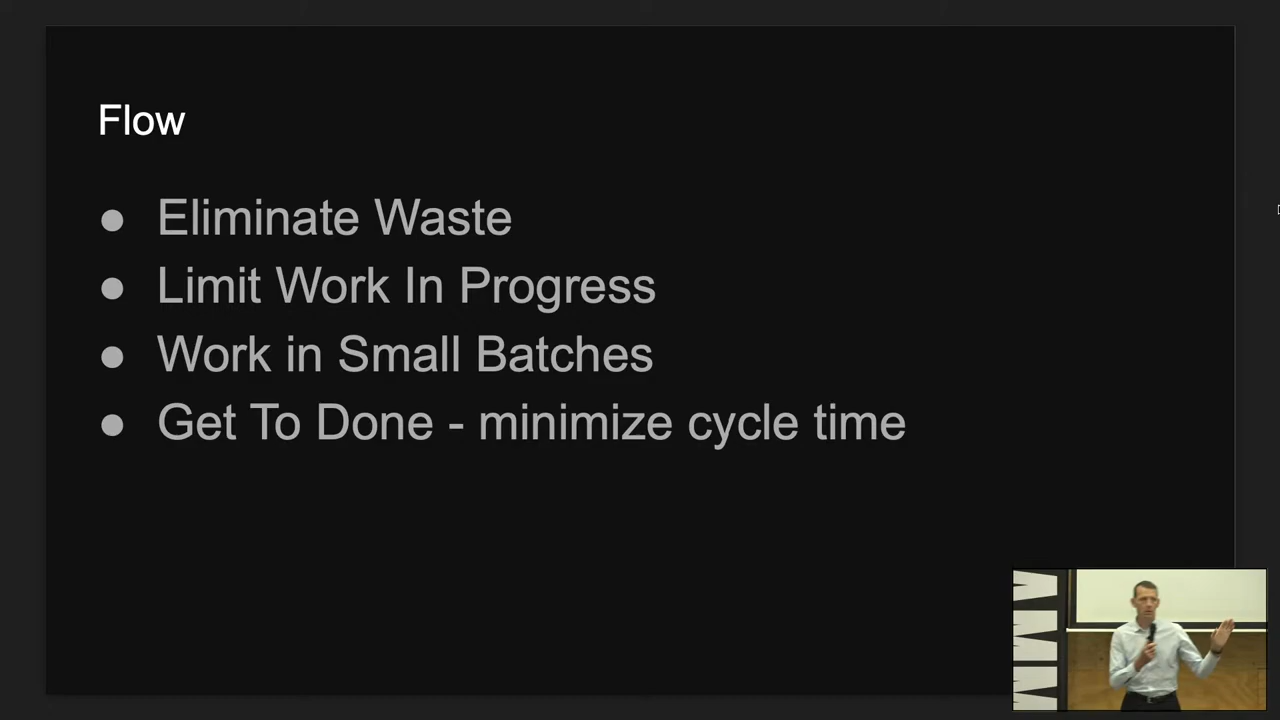 Flow
● Eliminate Waste
● Limit Work In Progress
● Work in Small Batches
● Get To Done - minimize cycle time